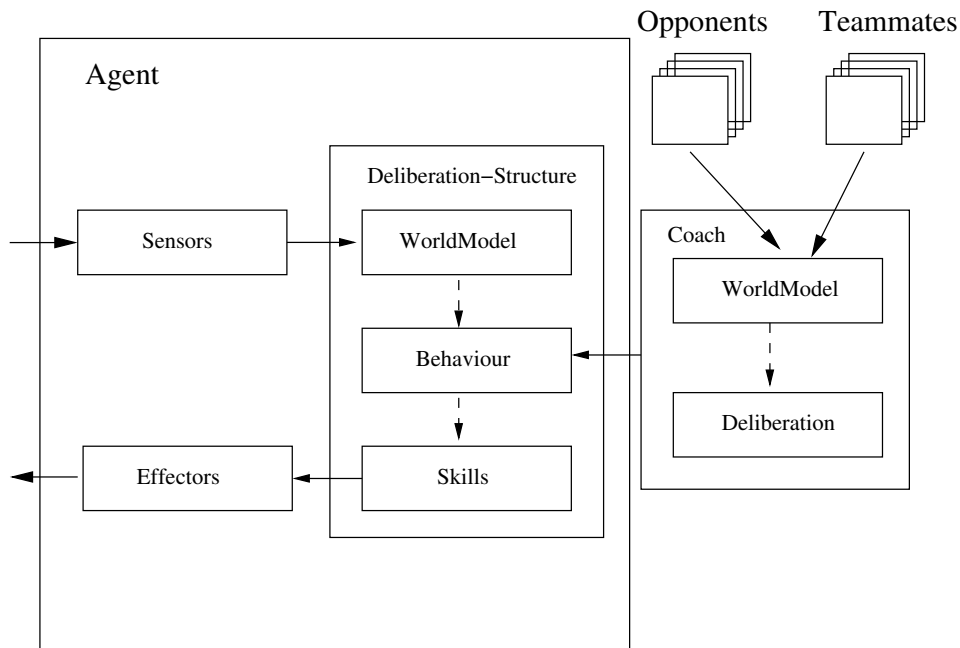 Opponents
Teammates
Agent
Deliberation−Structure
Sensors
WorldModel
Coach
WorldModel
Behaviour
Deliberation
Effectors
Skills